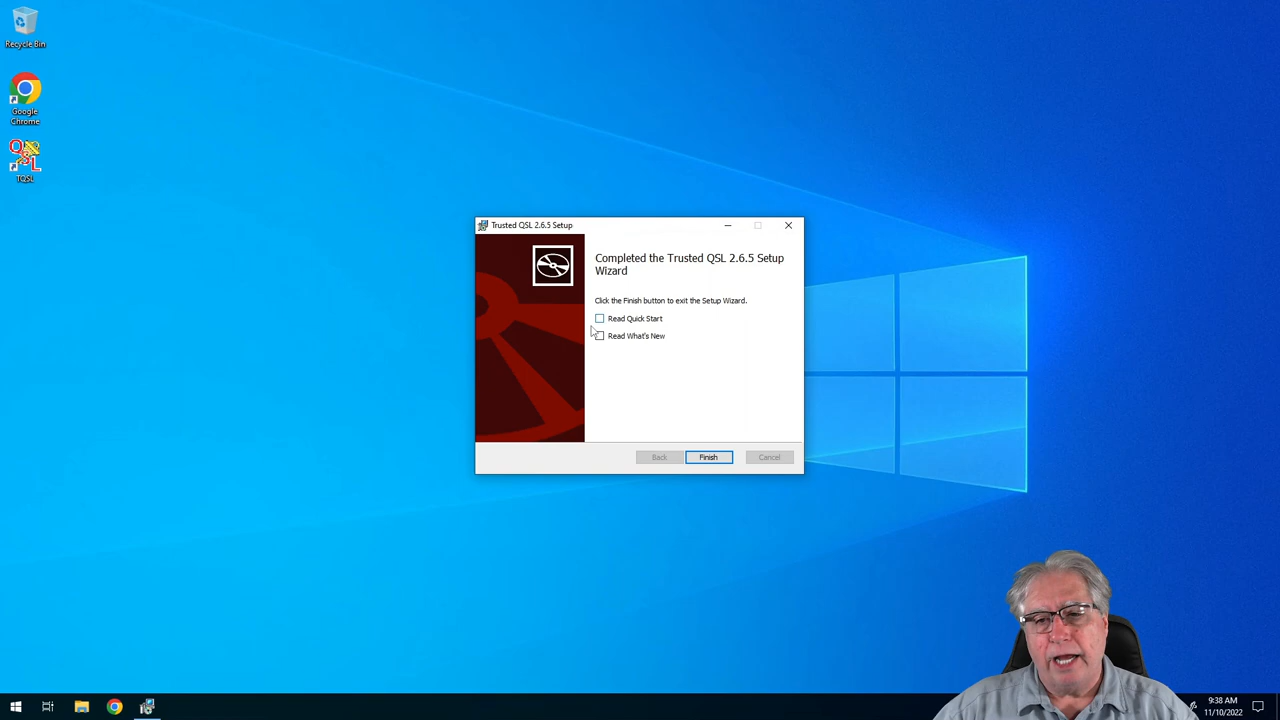 Recycle Bin
Google
Chrome
QSL
TQSL
Trusted QSL 2.6.5 Setup
Completed the Trusted QSL 2.6.5 Setup
Wizard
Click the Finish button to exit the Setup Wizard.
Read Quick Start
Read What's New
Back
Finish
Cancel
9:38 AM
11/10/2022